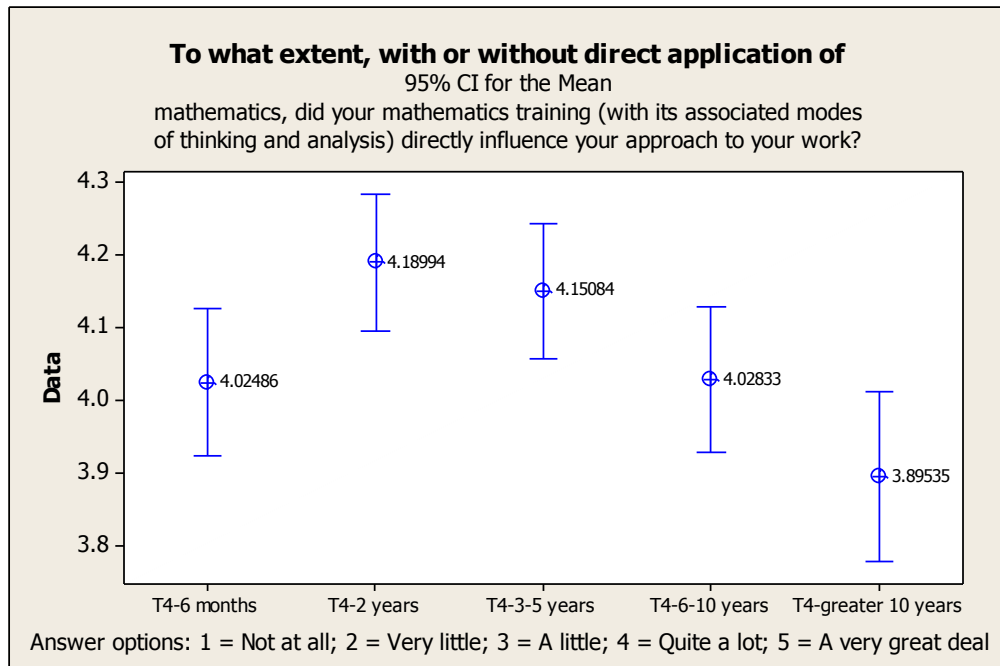 To what extent, with or without direct application of
95% CI for the Mean
mathematics, did your mathematics training (with its associated modes
of thinking and analysis) directly influence your approach to your work?
4.3
4.2
4.1
4.0
3.9
3.8
Data
4.02486
4.18994
4.15084
4.02833
3.89535
T4-6 months
T4-2 years
T4-3-5 years
T4-6-10 years
T4-greater 10 years
Answer options: 1 = Not at all; 2 = Very little; 3 = A little; 4 = Quite a lot; 5 = A very great deal